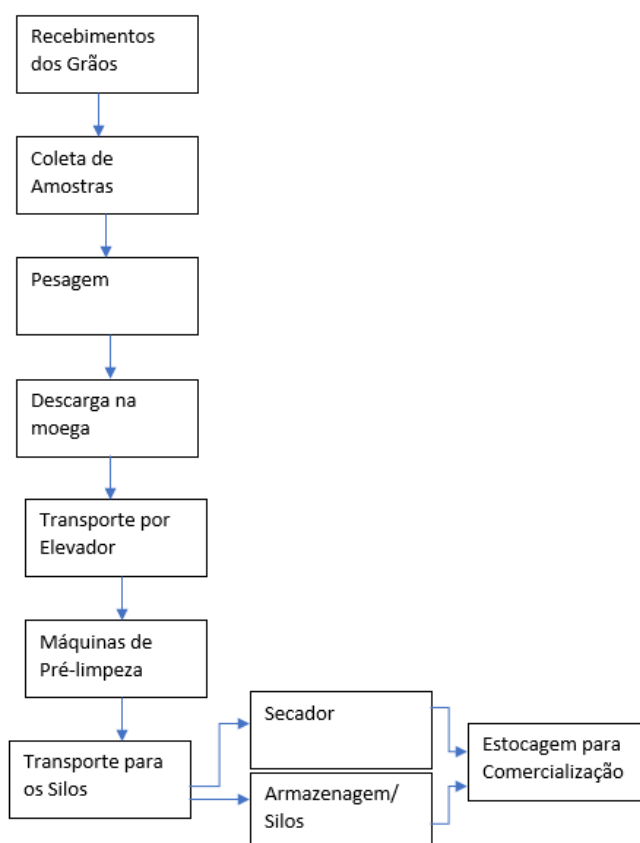 Recebimentos
dos Grãos
Coleta de
Amostras
Pesagem
Descarga na
moega
Transporte por
Elevador
Máquinas de
Pré-limpeza
Transporte para
os Silos
Secador
Armazenagem/
Silos
Estocagem para
Comercialização